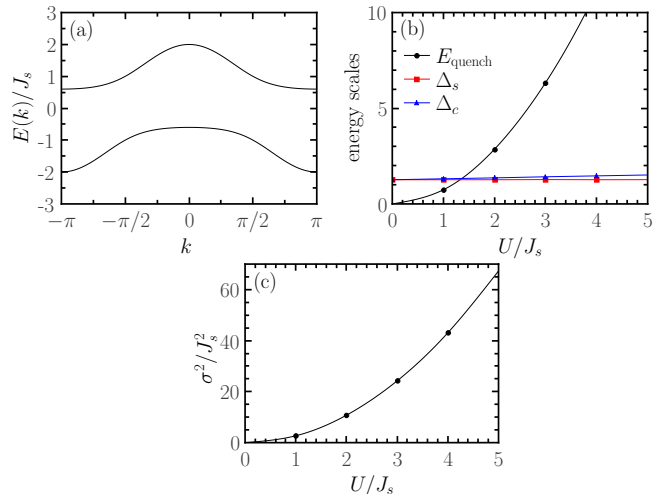 (a)
E(k)/J_s
3
2
1
0
-1
-2
-3
−π
−π/2
0
π/2
π
k
(b)
energy scales
10
5
0
E_quench
Δ_s
Δ_c
0
1
2
3
4
5
U/J_s
(c)
σ²/J_s²
60
40
20
0
0
1
2
3
4
5
U/J_s